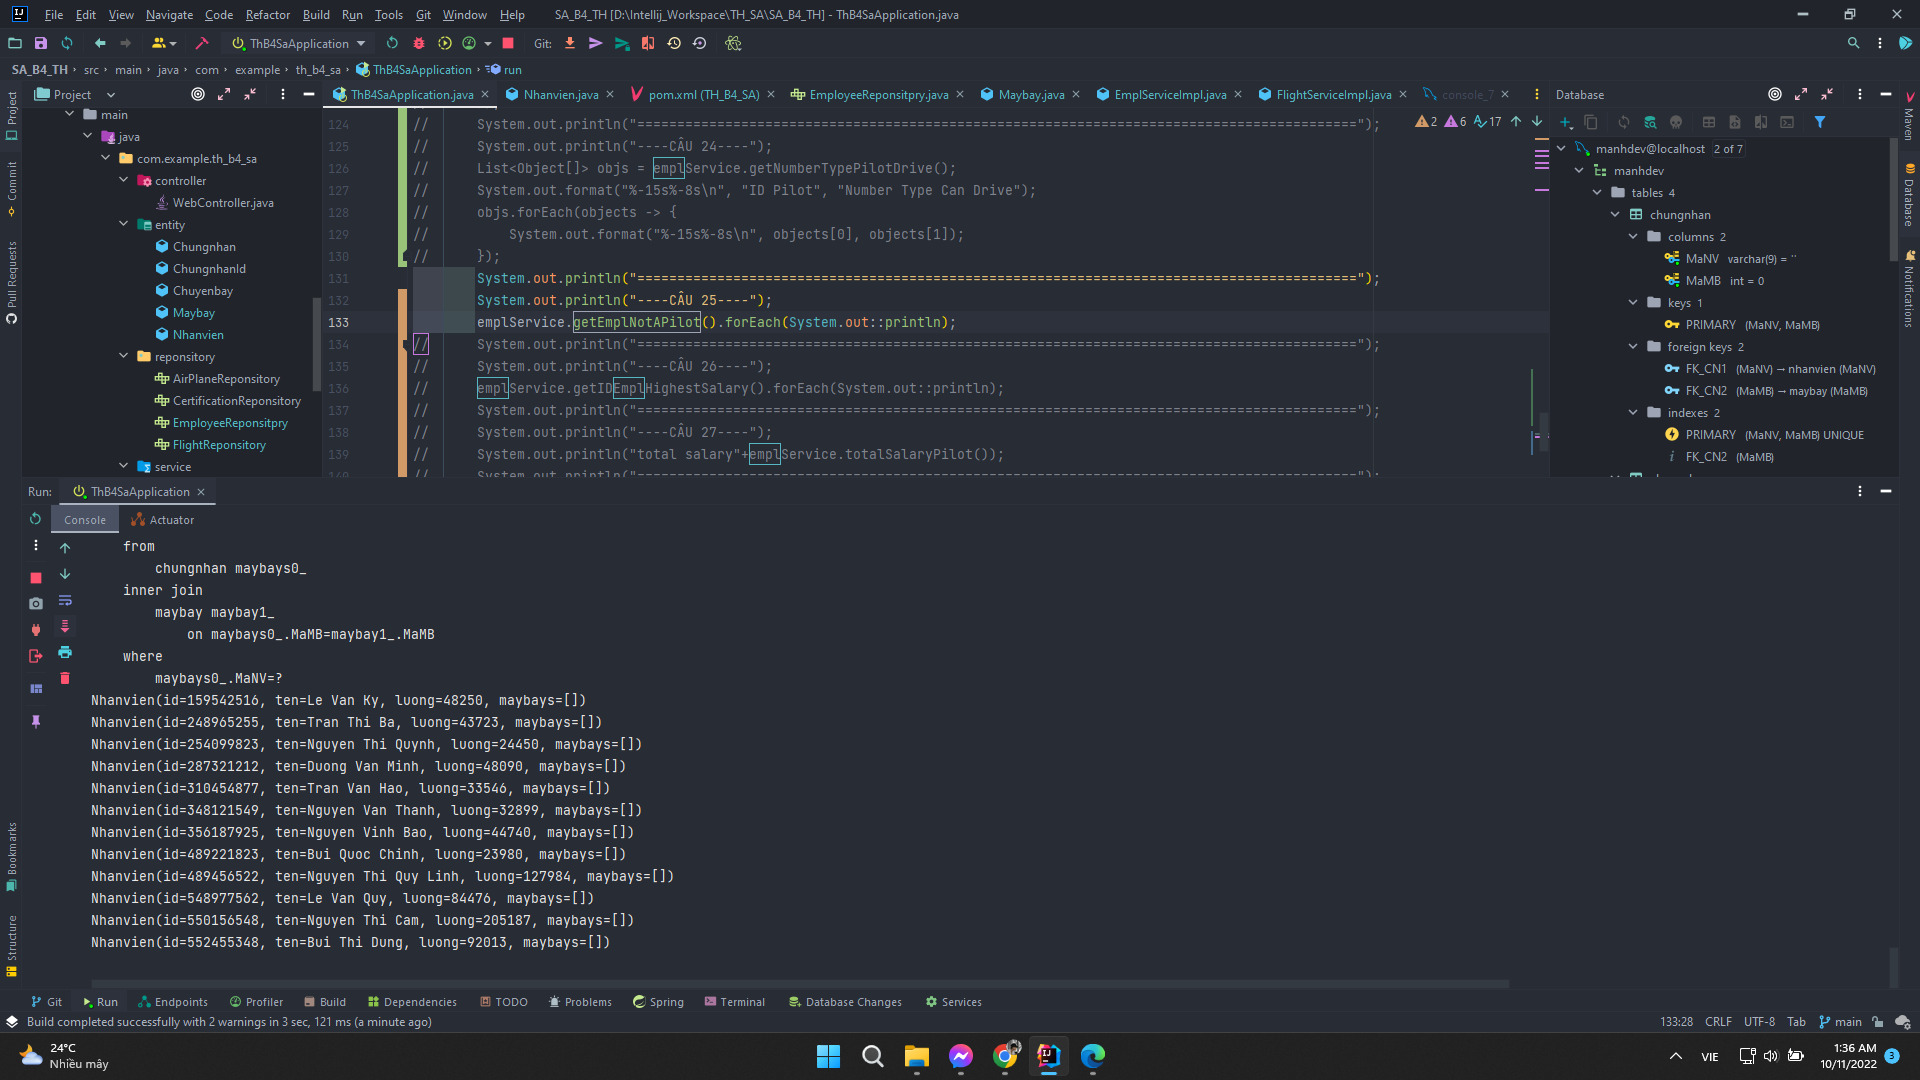 File Edit View Navigate Code Refactor Build Run Tools Git Window Help SA_B4_TH [D:\Intellij_Workspace\TH_SA\SA_B4_TH] - ThB4SaApplication.java
ThB4SaApplication Git:
SA_B4_TH › src › main › java › com › example › th_b4_sa › ThB4SaApplication › run
Project
ThB4SaApplication.java Nhanvien.java pom.xml (TH_B4_SA) EmployeeReponsitpry.java Maybay.java EmplServiceImpl.java FlightServiceImpl.java console_7
Database
main
java
com.example.th_b4_sa
controller
WebController.java
entity
Chungnhan
ChungnhanId
Chuyenbay
Maybay
Nhanvien
reponsitory
AirPlaneReponsitory
CertificationReponsitory
EmployeeReponsitpry
FlightReponsitory
service
2 6 17
124 // System.out.println("==========================================================================================");
125 // System.out.println("----CÂU 24----");
126 // List<Object[]> objs = emplService.getNumberTypePilotDrive();
127 // System.out.format("%-15s%-8s\n", "ID Pilot", "Number Type Can Drive");
128 // objs.forEach(objects -> {
129 // System.out.format("%-15s%-8s\n", objects[0], objects[1]);
130 // });
131 System.out.println("==========================================================================================");
132 System.out.println("----CÂU 25----");
133 emplService.getEmplNotAPilot().forEach(System.out::println);
134 // System.out.println("==========================================================================================");
135 // System.out.println("----CÂU 26----");
136 // emplService.getIDEmplHighestSalary().forEach(System.out::println);
137 // System.out.println("==========================================================================================");
138 // System.out.println("----CÂU 27----");
139 // System.out.println("total salary"+emplService.totalSalaryPilot());
140 // System.out.println("==========================================================================================");
manhdev@localhost 2 of 7
manhdev
tables 4
chungnhan
columns 2
MaNV varchar(9) = ''
MaMB int = 0
keys 1
PRIMARY (MaNV, MaMB)
foreign keys 2
FK_CN1 (MaNV) → nhanvien (MaNV)
FK_CN2 (MaMB) → maybay (MaMB)
indexes 2
PRIMARY (MaNV, MaMB) UNIQUE
FK_CN2 (MaMB)
Project
Commit
Pull Requests
Bookmarks
Structure
Maven
Database
Notifications
Run: ThB4SaApplication
Console Actuator
from
chungnhan maybays0_
inner join
maybay maybay1_
on maybays0_.MaMB=maybay1_.MaMB
where
maybays0_.MaNV=?
Nhanvien(id=159542516, ten=Le Van Ky, luong=48250, maybays=[])
Nhanvien(id=248965255, ten=Tran Thi Ba, luong=43723, maybays=[])
Nhanvien(id=254099823, ten=Nguyen Thi Quynh, luong=24450, maybays=[])
Nhanvien(id=287321212, ten=Duong Van Minh, luong=48090, maybays=[])
Nhanvien(id=310454877, ten=Tran Van Hao, luong=33546, maybays=[])
Nhanvien(id=348121549, ten=Nguyen Van Thanh, luong=32899, maybays=[])
Nhanvien(id=356187925, ten=Nguyen Vinh Bao, luong=44740, maybays=[])
Nhanvien(id=489221823, ten=Bui Quoc Chinh, luong=23980, maybays=[])
Nhanvien(id=489456522, ten=Nguyen Thi Quy Linh, luong=127984, maybays=[])
Nhanvien(id=548977562, ten=Le Van Quy, luong=84476, maybays=[])
Nhanvien(id=550156548, ten=Nguyen Thi Cam, luong=205187, maybays=[])
Nhanvien(id=552455348, ten=Bui Thi Dung, luong=92013, maybays=[])
Git Run Endpoints Profiler Build Dependencies TODO Problems Spring Terminal Database Changes Services
Build completed successfully with 2 warnings in 3 sec, 121 ms (a minute ago)
133:28 CRLF UTF-8 Tab main
24°C
Nhiều mây
VIE
1:36 AM
10/11/2022
3